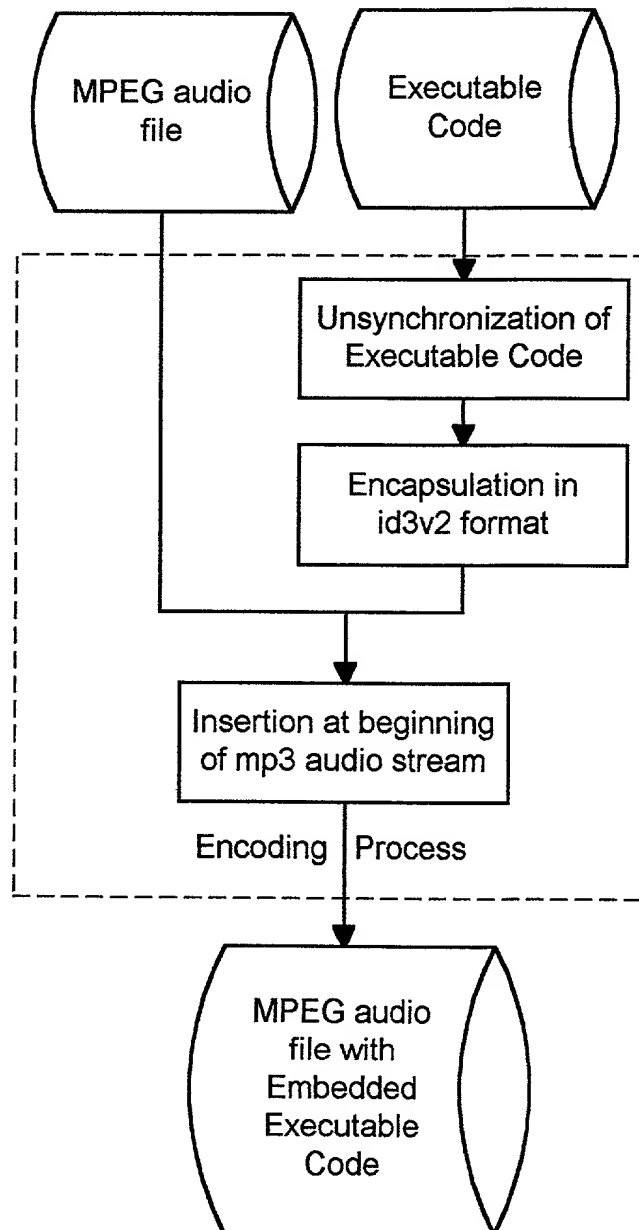 MPEG audio
file
Executable
Code
Unsynchronization of
Executable Code
Encapsulation in
id3v2 format
Insertion at beginning
of mp3 audio stream
Encoding Process
MPEG audio
file with
Embedded
Executable
Code